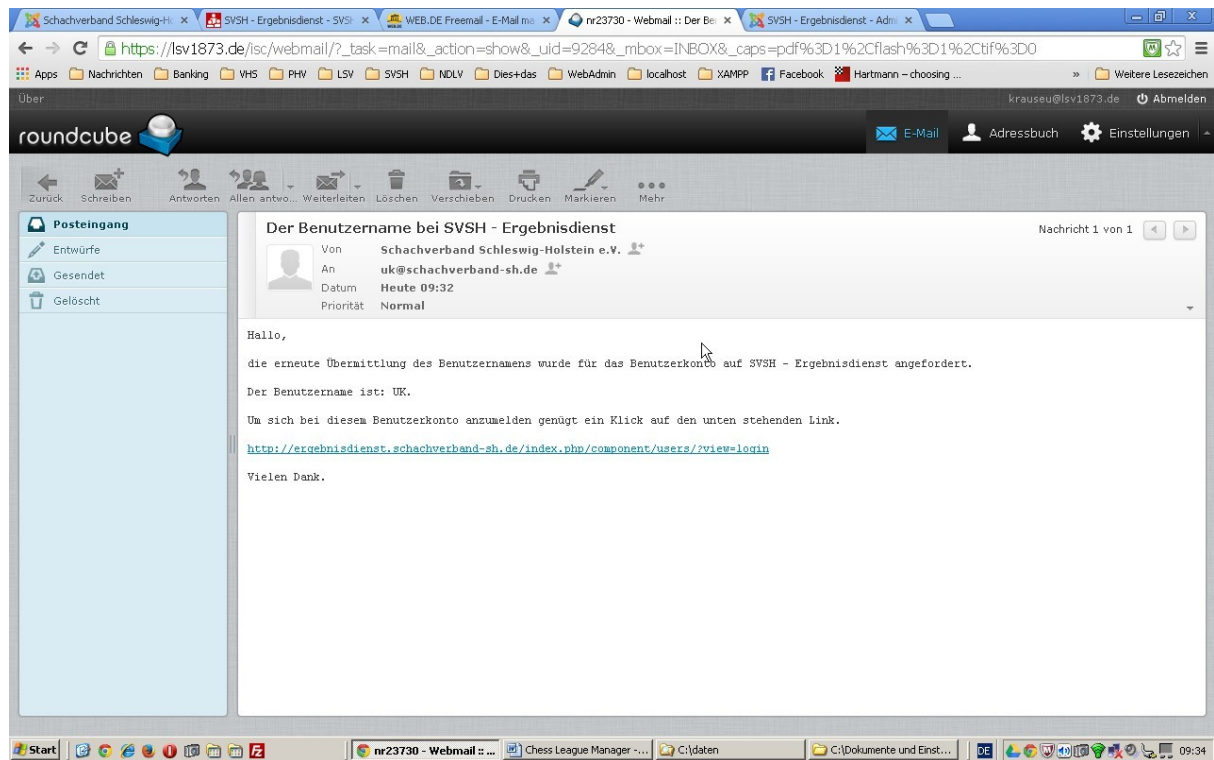 Schachverband Schleswig-H
SVSH - Ergebnisdienst - SVSH
WEB.DE Freemail - E-Mail ma
nr23730 - Webmail :: Der Be
SVSH - Ergebnisdienst - Admi
https://lsv1873.de/isc/webmail/?_task=mail&_action=show&_uid=9284&_mbox=INBOX&_caps=pdf%3D1%2Cflash%3D1%2Ctif%3D0
Apps Nachrichten Banking VHS PHV LSV SVSH NDLV Dies+das WebAdmin localhost XAMPP Facebook Hartmann – choosing ... » Weitere Lesezeichen
Über krauseu@lsv1873.de Abmelden
roundcube E-Mail Adressbuch Einstellungen
Zurück Schreiben Antworten Allen antwo... Weiterleiten Löschen Verschieben Drucken Markieren Mehr
Posteingang
Entwürfe
Gesendet
Gelöscht
Der Benutzername bei SVSH - Ergebnisdienst
Nachricht 1 von 1
Von Schachverband Schleswig-Holstein e.V.
An uk@schachverband-sh.de
Datum Heute 09:32
Priorität Normal
Hallo,
die erneute Übermittlung des Benutzernamens wurde für das Benutzerkonto auf SVSH - Ergebnisdienst angefordert.
Der Benutzername ist: UK.
Um sich bei diesem Benutzerkonto anzumelden genügt ein Klick auf den unten stehenden Link.
http://ergebnisdienst.schachverband-sh.de/index.php/component/users/?view=login
Vielen Dank.
Start nr23730 - Webmail :: ... Chess League Manager -... C:\daten C:\Dokumente und Einst... DE 09:34